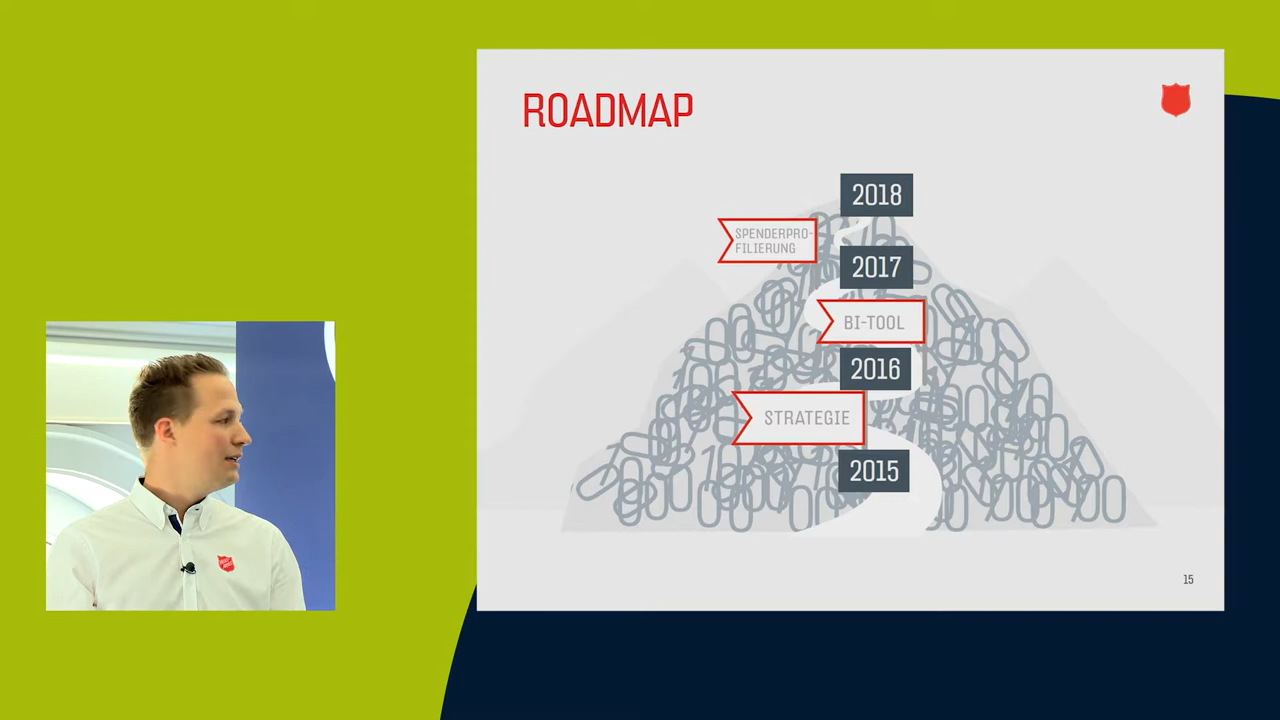 ROADMAP
2018
SPENDERPRO-
FILIERUNG
2017
BI-TOOL
2016
STRATEGIE
2015
15